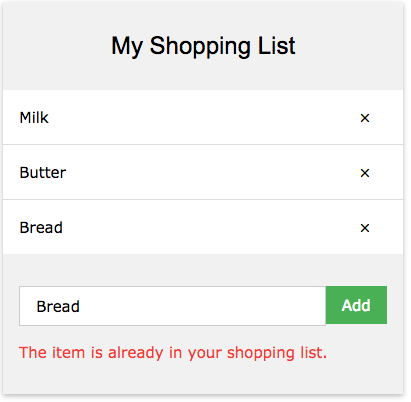 My Shopping List
Milk ×
Butter ×
Bread ×
Bread Add
The item is already in your shopping list.